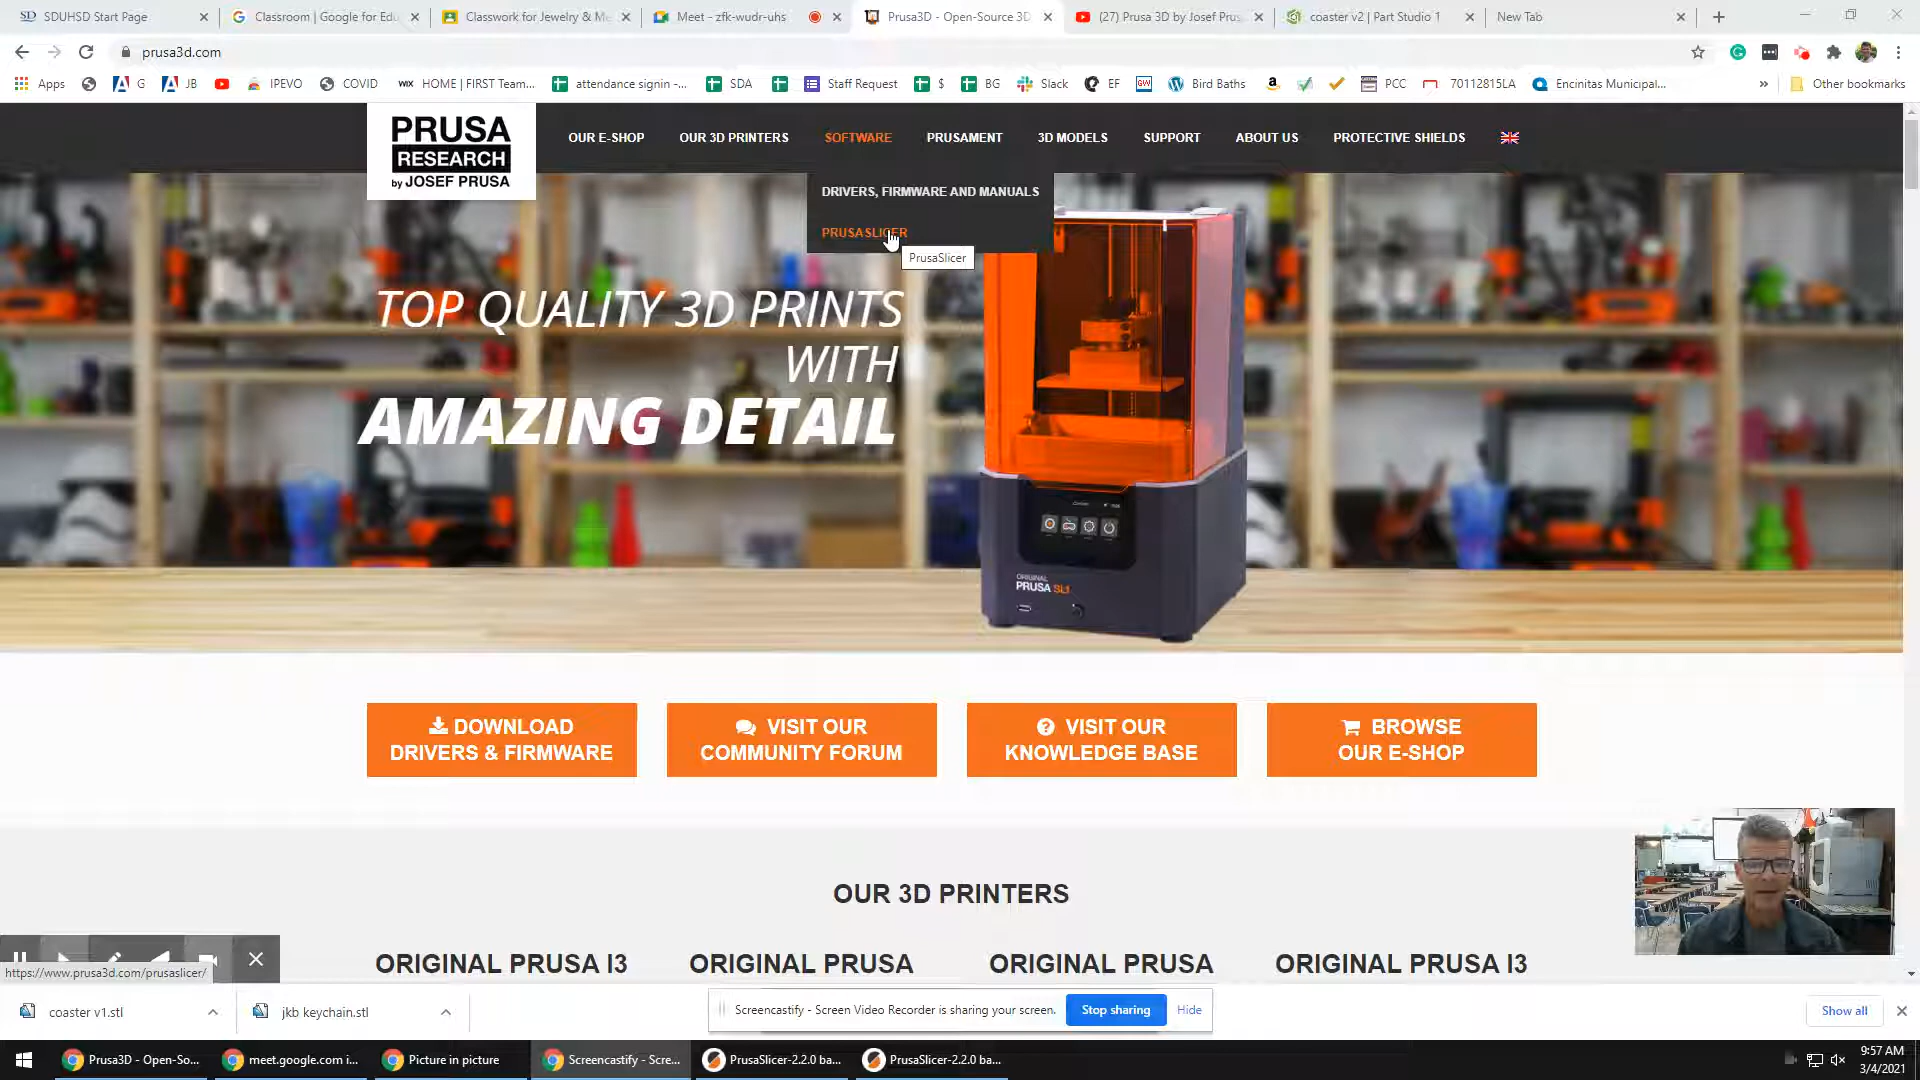 SDUHSD Start Page
Classroom | Google for Edu
Classwork for Jewelry & Me
Meet - zfk-wudr-uhs
Prusa3D - Open-Source 3D
(27) Prusa 3D by Josef Prus
coaster v2 | Part Studio 1
New Tab
prusa3d.com
Apps
G
JB
IPEVO
COVID
WIX
HOME | FIRST Team...
attendance signin -...
SDA
Staff Request
$
BG
Slack
EF
Bird Baths
PCC
70112815LA
Encinitas Municipal...
»
Other bookmarks
PRUSA
RESEARCH
by JOSEF PRUSA
OUR E-SHOP
OUR 3D PRINTERS
SOFTWARE
PRUSAMENT
3D MODELS
SUPPORT
ABOUT US
PROTECTIVE SHIELDS
DRIVERS, FIRMWARE AND MANUALS
PRUSASLICER
PrusaSlicer
TOP QUALITY 3D PRINTS
WITH
AMAZING DETAIL
ORIGINAL
PRUSA SL1
DOWNLOAD
DRIVERS & FIRMWARE
VISIT OUR
COMMUNITY FORUM
VISIT OUR
KNOWLEDGE BASE
BROWSE
OUR E-SHOP
OUR 3D PRINTERS
ORIGINAL PRUSA I3
ORIGINAL PRUSA
ORIGINAL PRUSA
ORIGINAL PRUSA I3
https://www.prusa3d.com/prusaslicer/
coaster v1.stl
jkb keychain.stl
Screencastify - Screen Video Recorder is sharing your screen.
Stop sharing
Hide
Show all
Prusa3D - Open-So...
meet.google.com i...
Picture in picture
Screencastify - Scre...
PrusaSlicer-2.2.0 ba...
PrusaSlicer-2.2.0 ba...
9:57 AM
3/4/2021